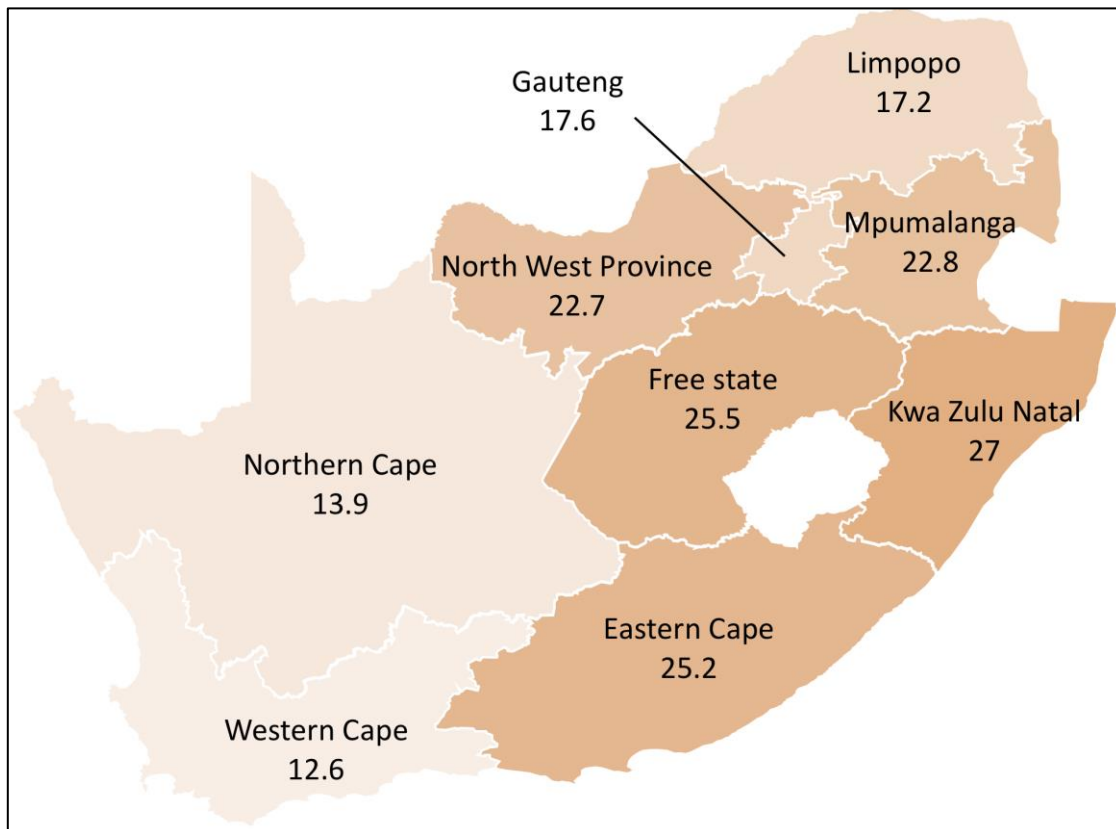 Limpopo
17.2
Gauteng
17.6
Mpumalanga
22.8
North West Province
22.7
Free state
25.5
Kwa Zulu Natal
27
Northern Cape
13.9
Eastern Cape
25.2
Western Cape
12.6